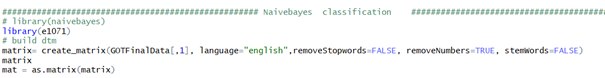 ################################################ Naivebayes  classification   #####################################
# library(naivebayes)
library(e1071)
# build dtm
matrix= create_matrix(GOTFinalData[,1], language="english",removeStopwords=FALSE, removeNumbers=TRUE, stemWords=FALSE)
matrix
mat = as.matrix(matrix)